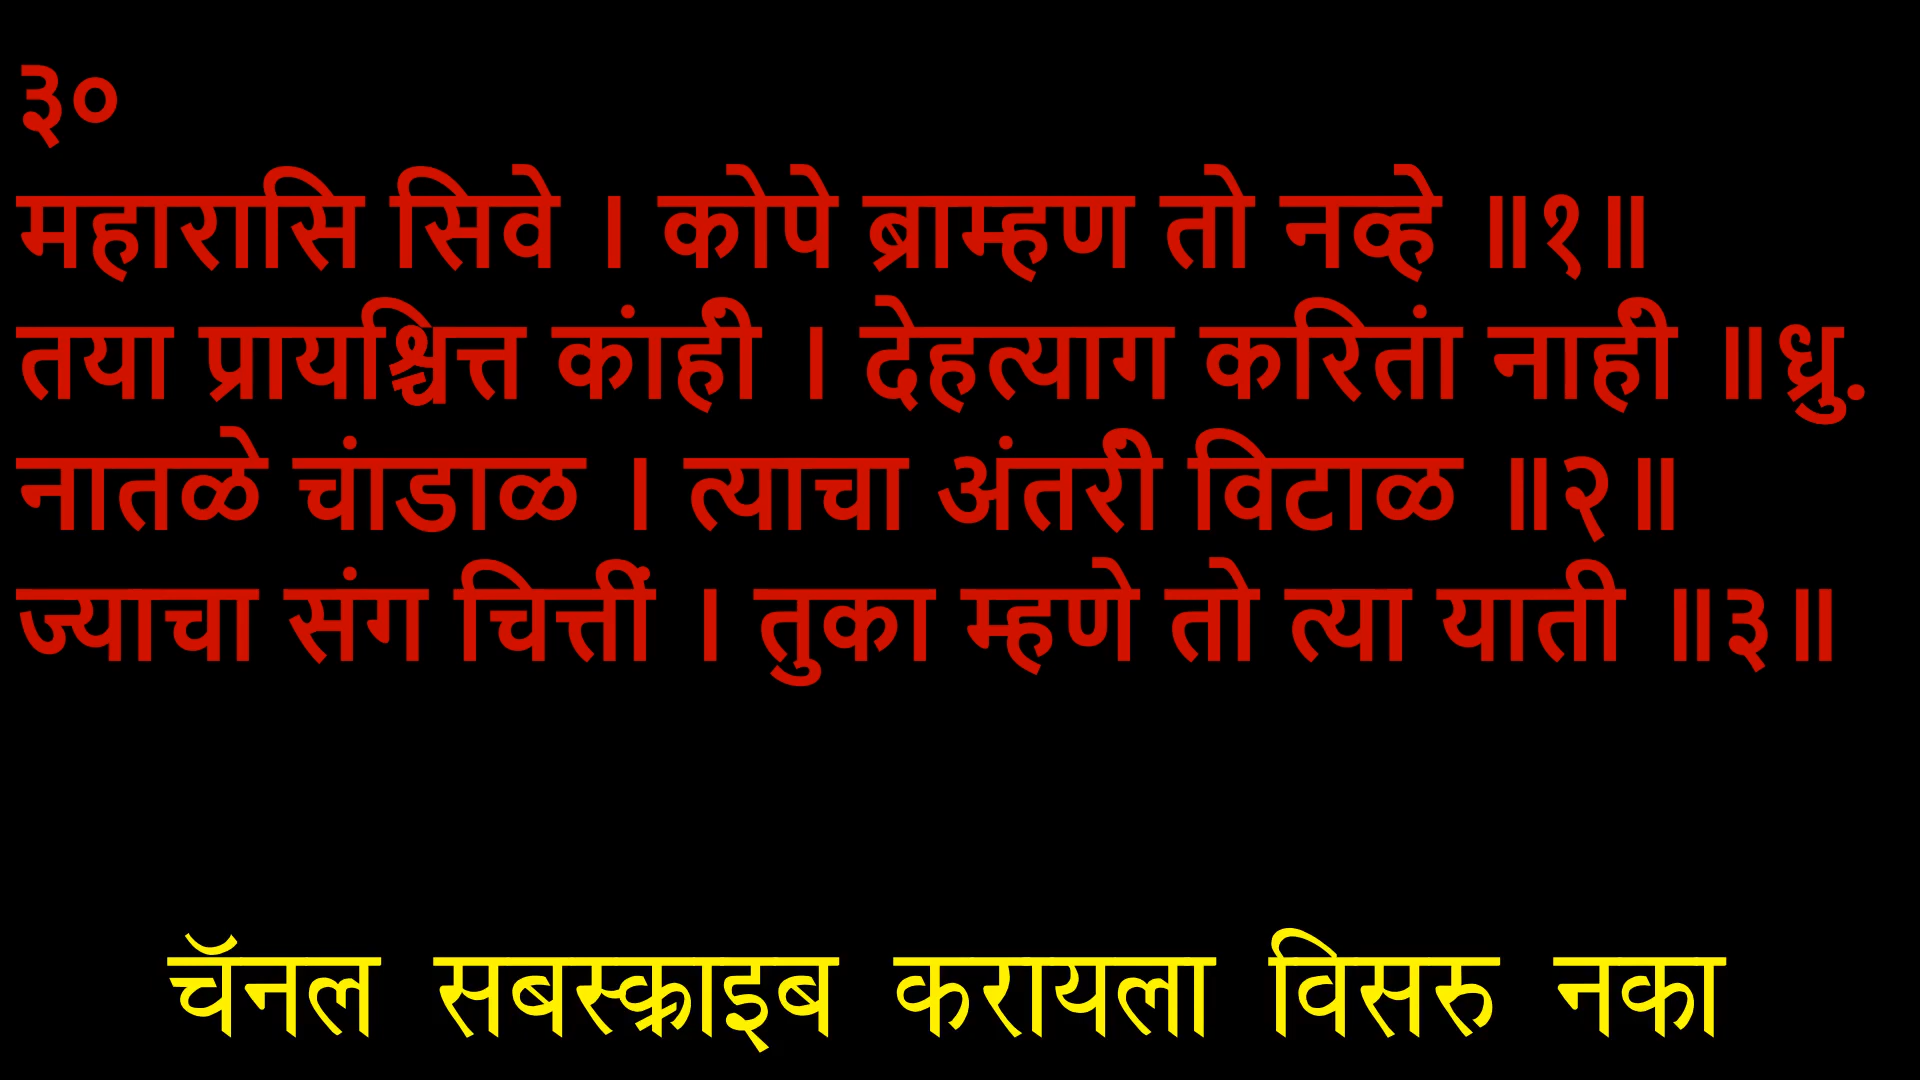 ३०
महारासि सिवे । कोपे ब्राम्हण तो नव्हे ॥१॥
तया प्रायश्चित्त कांहीं । देहत्याग करितां नाहीं ॥ध्रु.
नातळे चांडाळ । त्याचा अंतरीं विटाळ ॥२॥
ज्याचा संग चित्तीं । तुका म्हणे तो त्या याती ॥३॥
चॅनल सबस्क्राइब करायला विसरु नका